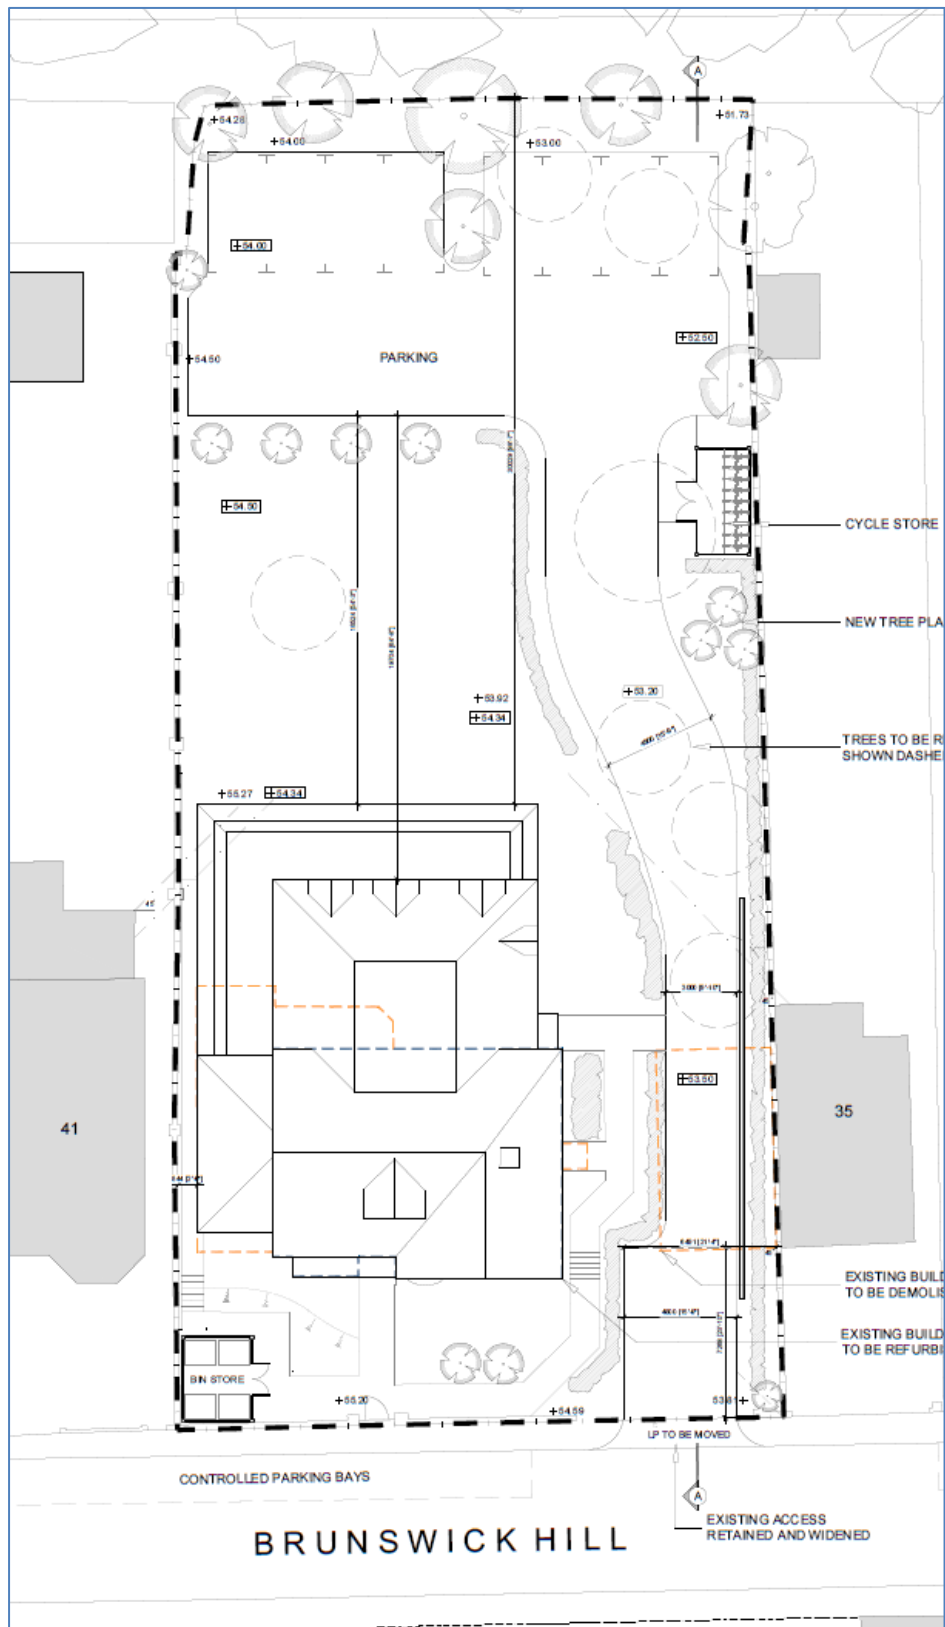 A
+54.28
+51.73
+54.00
+53.00
+54.00
+52.50
+54.50
PARKING
+54.50
CYCLE STORE
NEW TREE PLA
+53.20
+53.92
+54.34
TREES TO BE R
SHOWN DASHE
+55.27
+54.34
45
+53.50
41
35
EXISTING BUILD
TO BE DEMOLIS
EXISTING BUILD
TO BE REFURBI
BIN STORE
+55.20
+54.59
LP TO BE MOVED
CONTROLLED PARKING BAYS
A
EXISTING ACCESS
RETAINED AND WIDENED
BRUNSWICK HILL